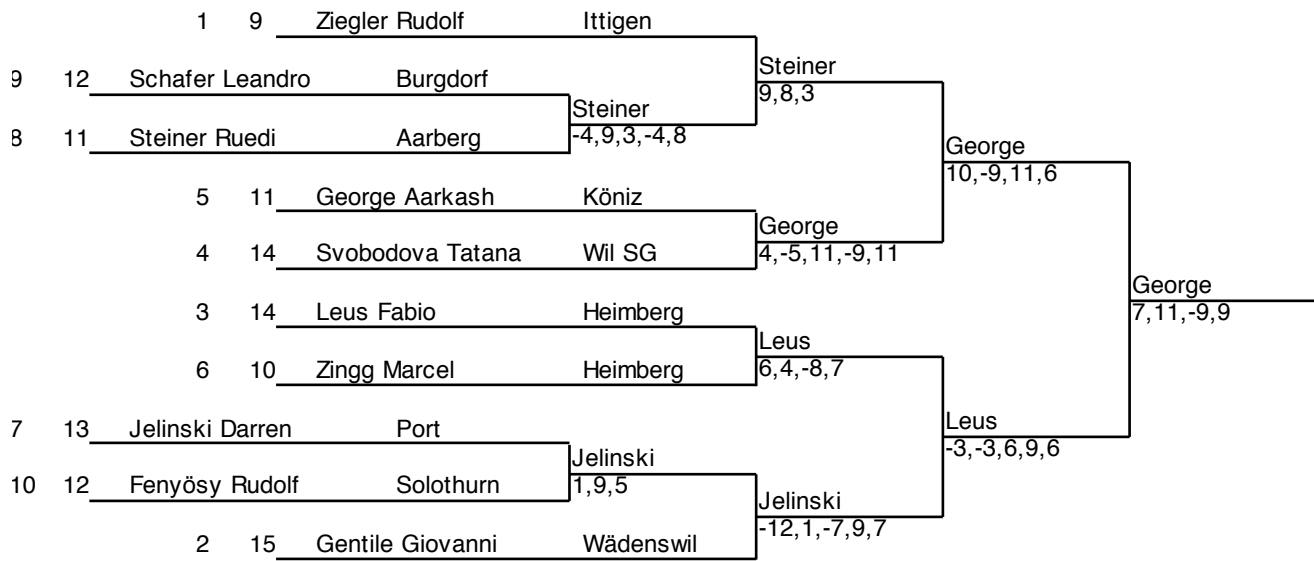 1 9 Ziegler Rudolf Ittigen
Steiner
9 12 Schafer Leandro Burgdorf
9,8,3
Steiner
8 11 Steiner Ruedi Aarberg
-4,9,3,-4,8
George
10,-9,11,6
5 11 George Aarkash Köniz
George
4 14 Svobodova Tatana Wil SG
4,-5,11,-9,11
George
7,11,-9,9
3 14 Leus Fabio Heimberg
Leus
6 10 Zingg Marcel Heimberg
6,4,-8,7
7 13 Jelinski Darren Port
Leus
-3,-3,6,9,6
Jelinski
10 12 Fenyösy Rudolf Solothurn
1,9,5
Jelinski
-12,1,-7,9,7
2 15 Gentile Giovanni Wädenswil